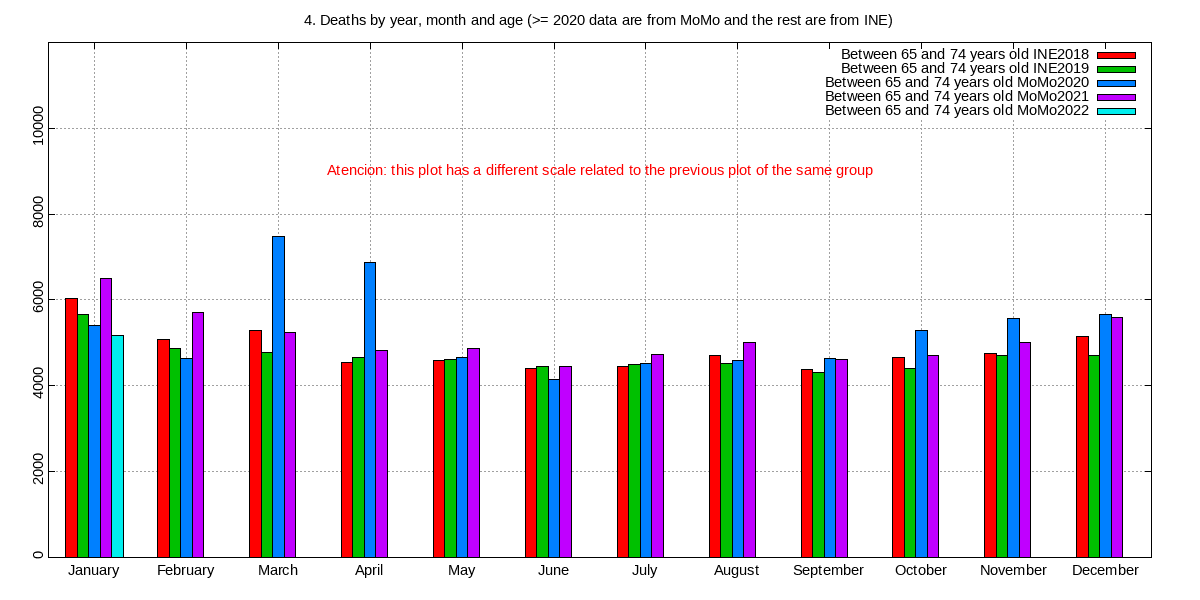 4. Deaths by year, month and age (>= 2020 data are from MoMo and the rest are from INE)
Between 65 and 74 years old INE2018
Between 65 and 74 years old INE2019
Between 65 and 74 years old MoMo2020
Between 65 and 74 years old MoMo2021
Between 65 and 74 years old MoMo2022
Atencion: this plot has a different scale related to the previous plot of the same group
10000
8000
6000
4000
2000
0
January February March April May June July August September October November December